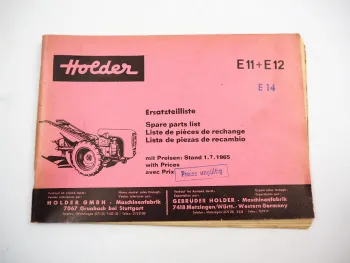 Holder
E11+E12
E 14
Ersatzteilliste
Spare parts list
Liste de pièces de rechange
Lista de piezas de recambio
mit Preisen: Stand 1.7.1965
with Prices
avec Prix
Preise ungültig
HOLDER GMBH - Maschinenfabrik
7067 Grunbach bei Stuttgart
GEBRÜDER HOLDER - Maschinenfabrik
7418 Metzingen/Württ. - Western Germany